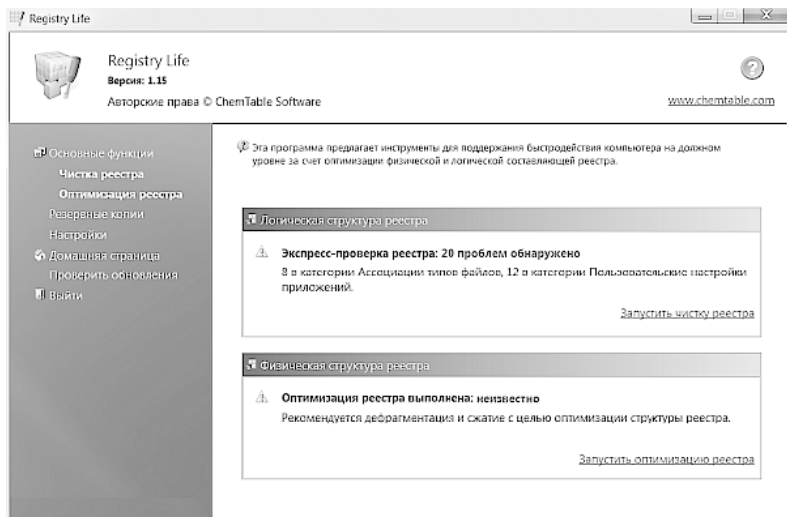 Registry Life
Registry Life
Версия: 1.15
Авторские права © ChemTable Software
www.chemtable.com
Основные функции
Чистка реестра
Оптимизация реестра
Резервные копии
Настройки
Домашняя страница
Проверить обновления
Выйти
Эта программа предлагает инструменты для поддержания быстродействия компьютера на должном
уровне за счет оптимизации физической и логической составляющей реестра.
Логическая структура реестра
Экспресс-проверка реестра: 20 проблем обнаружено
8 в категории Ассоциации типов файлов, 12 в категории Пользовательские настройки
приложений.
Запустить чистку реестра
Физическая структура реестра
Оптимизация реестра выполнена: неизвестно
Рекомендуется дефрагментация и сжатие с целью оптимизации структуры реестра.
Запустить оптимизацию реестра